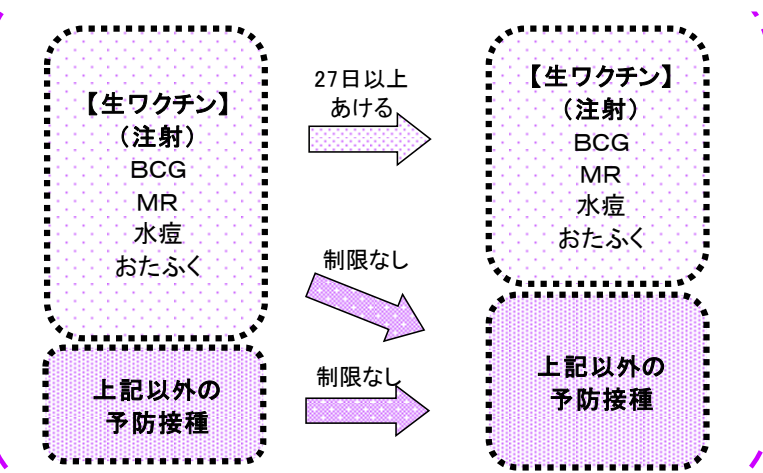 【生ワクチン】
（注射）
BCG
MR
水痘
おたふく
上記以外の
予防接種
27日以上
あける
制限なし
制限なし
【生ワクチン】
（注射）
BCG
MR
水痘
おたふく
上記以外の
予防接種